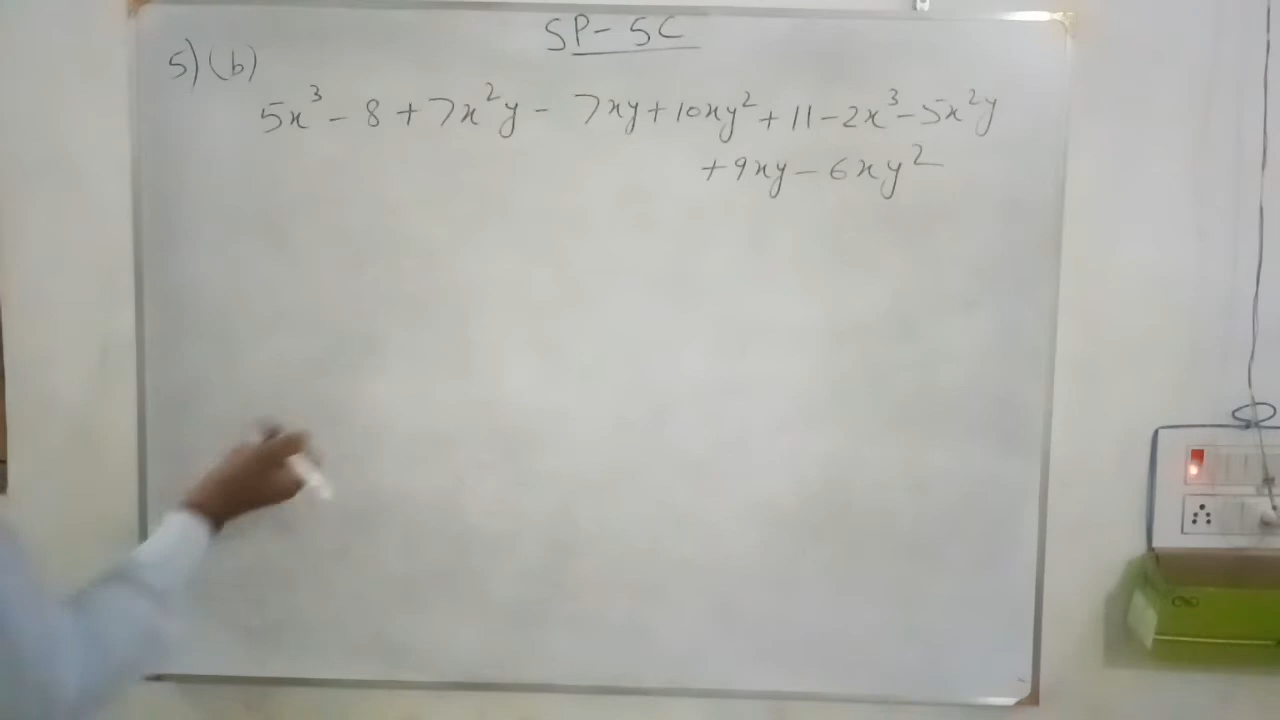 SP-5C
5)(b)
5x³ - 8 + 7x²y - 7xy + 10xy² + 11 - 2x³ - 5x²y
+ 9xy - 6xy²